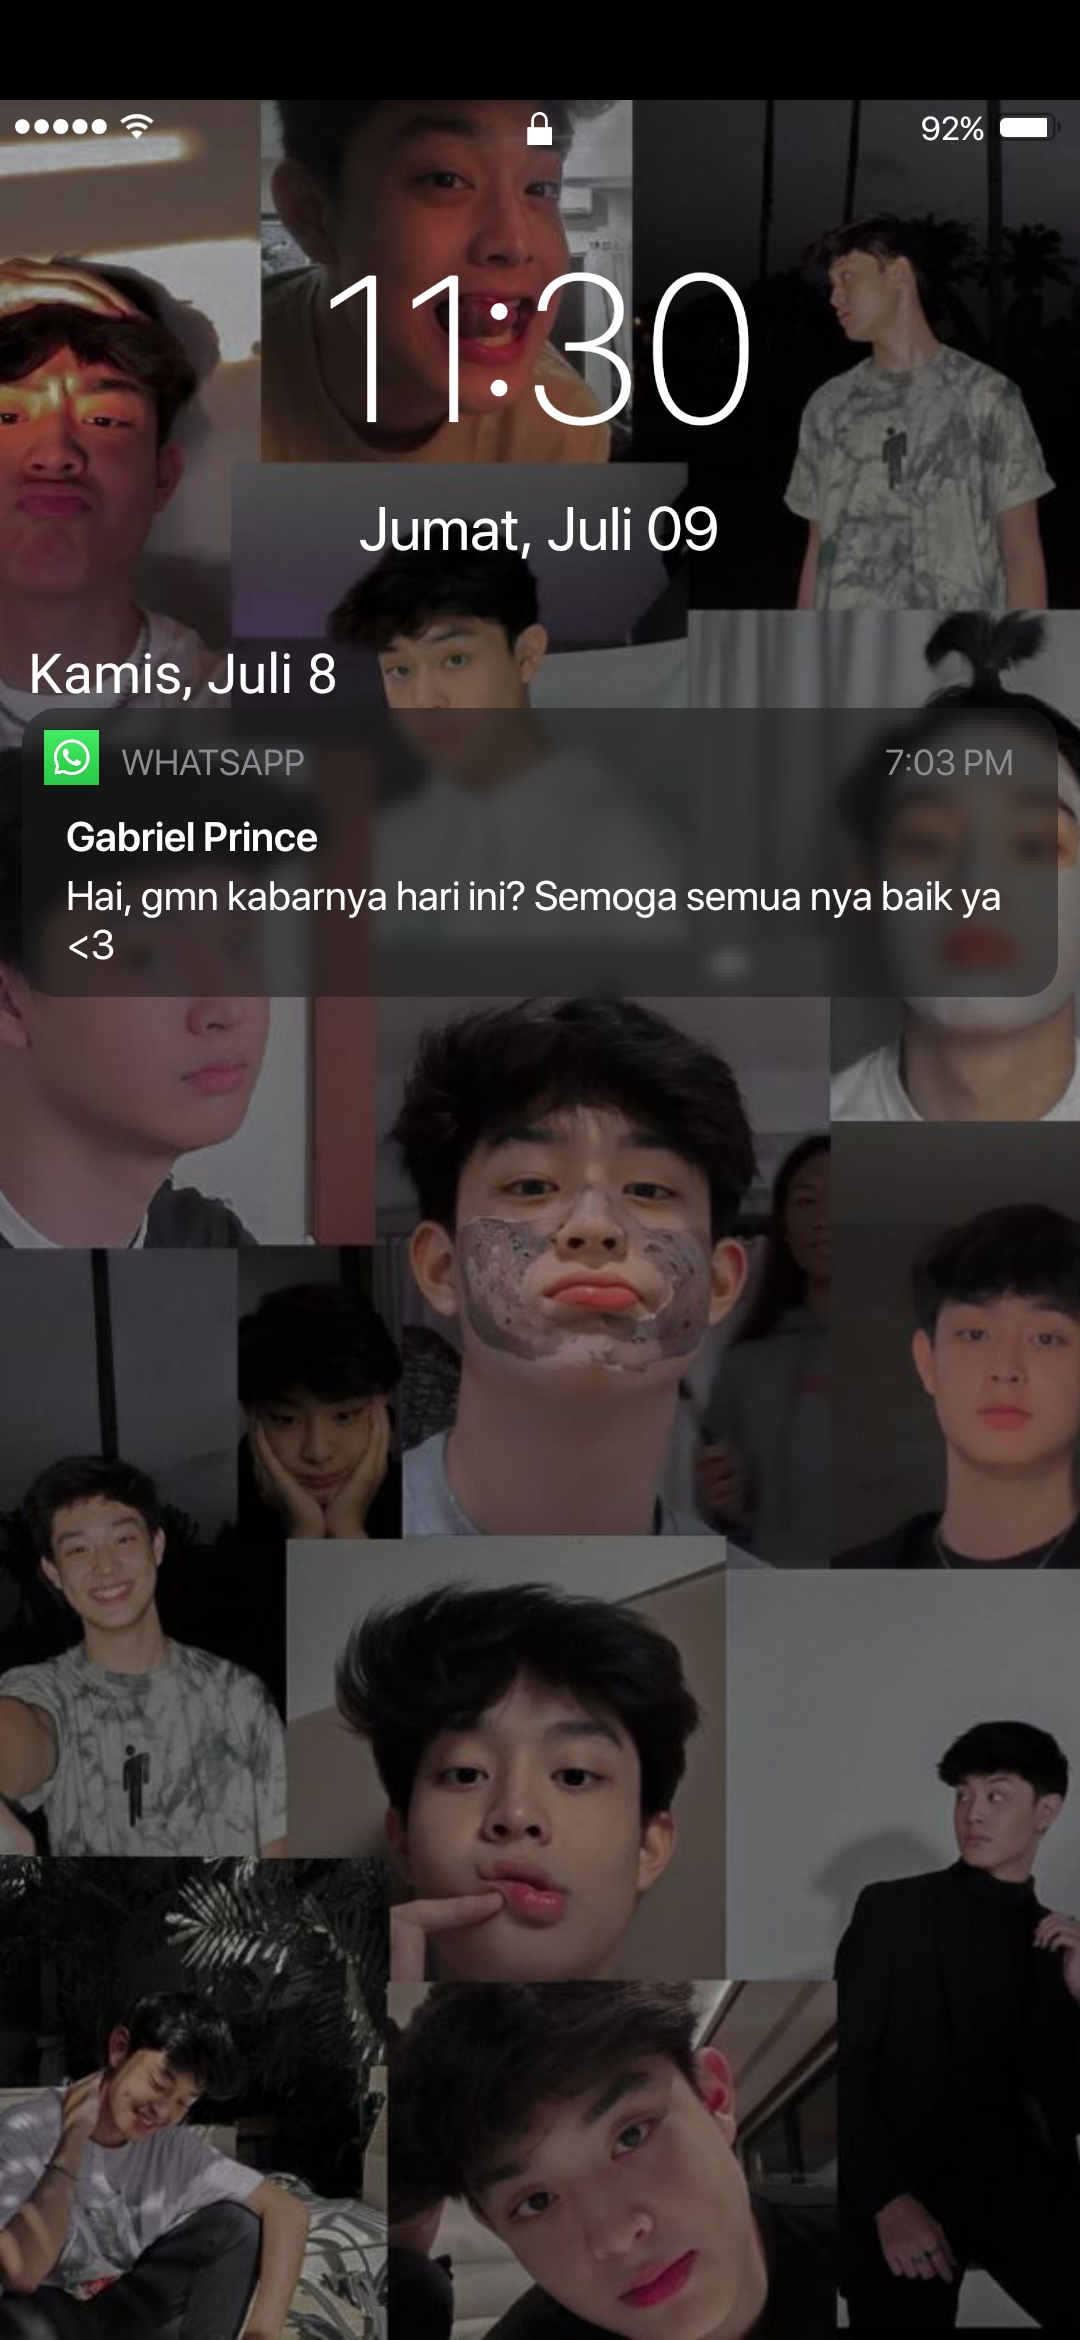 92%
11:30
Jumat, Juli 09
Kamis, Juli 8
WHATSAPP 7:03 PM
Gabriel Prince
Hai, gmn kabarnya hari ini? Semoga semua nya baik ya
<3